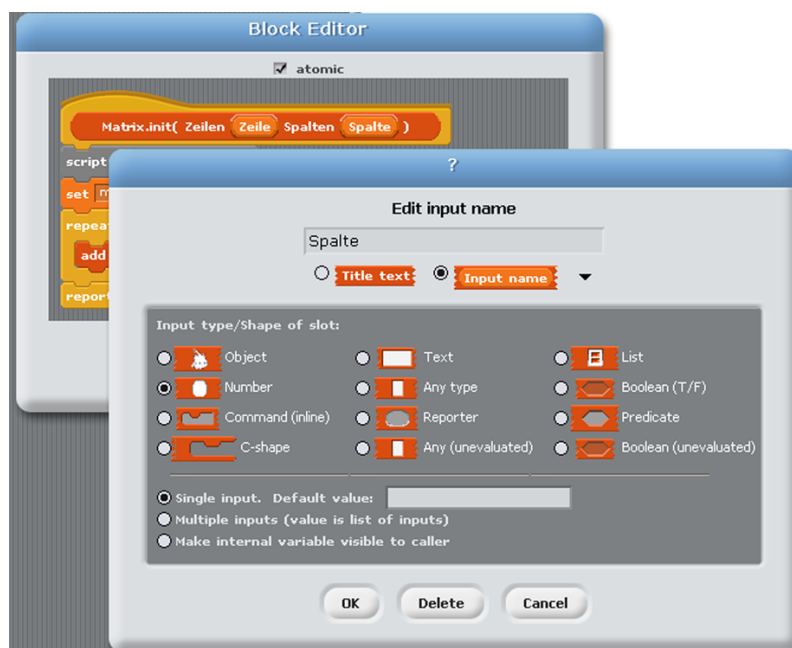 Block Editor
atomic
Matrix.init( Zeilen Zeile Spalten Spalte )
script
set
add
?
Edit input name
Spalte
Title text Input name
Input type/Shape of slot:
Object Text List
Number Any type Boolean (T/F)
Command (inline) Reporter Predicate
C-shape Any (unevaluated) Boolean (unevaluated)
Single input. Default value:
Multiple inputs (value is list of inputs)
Make internal variable visible to caller
OK Delete Cancel